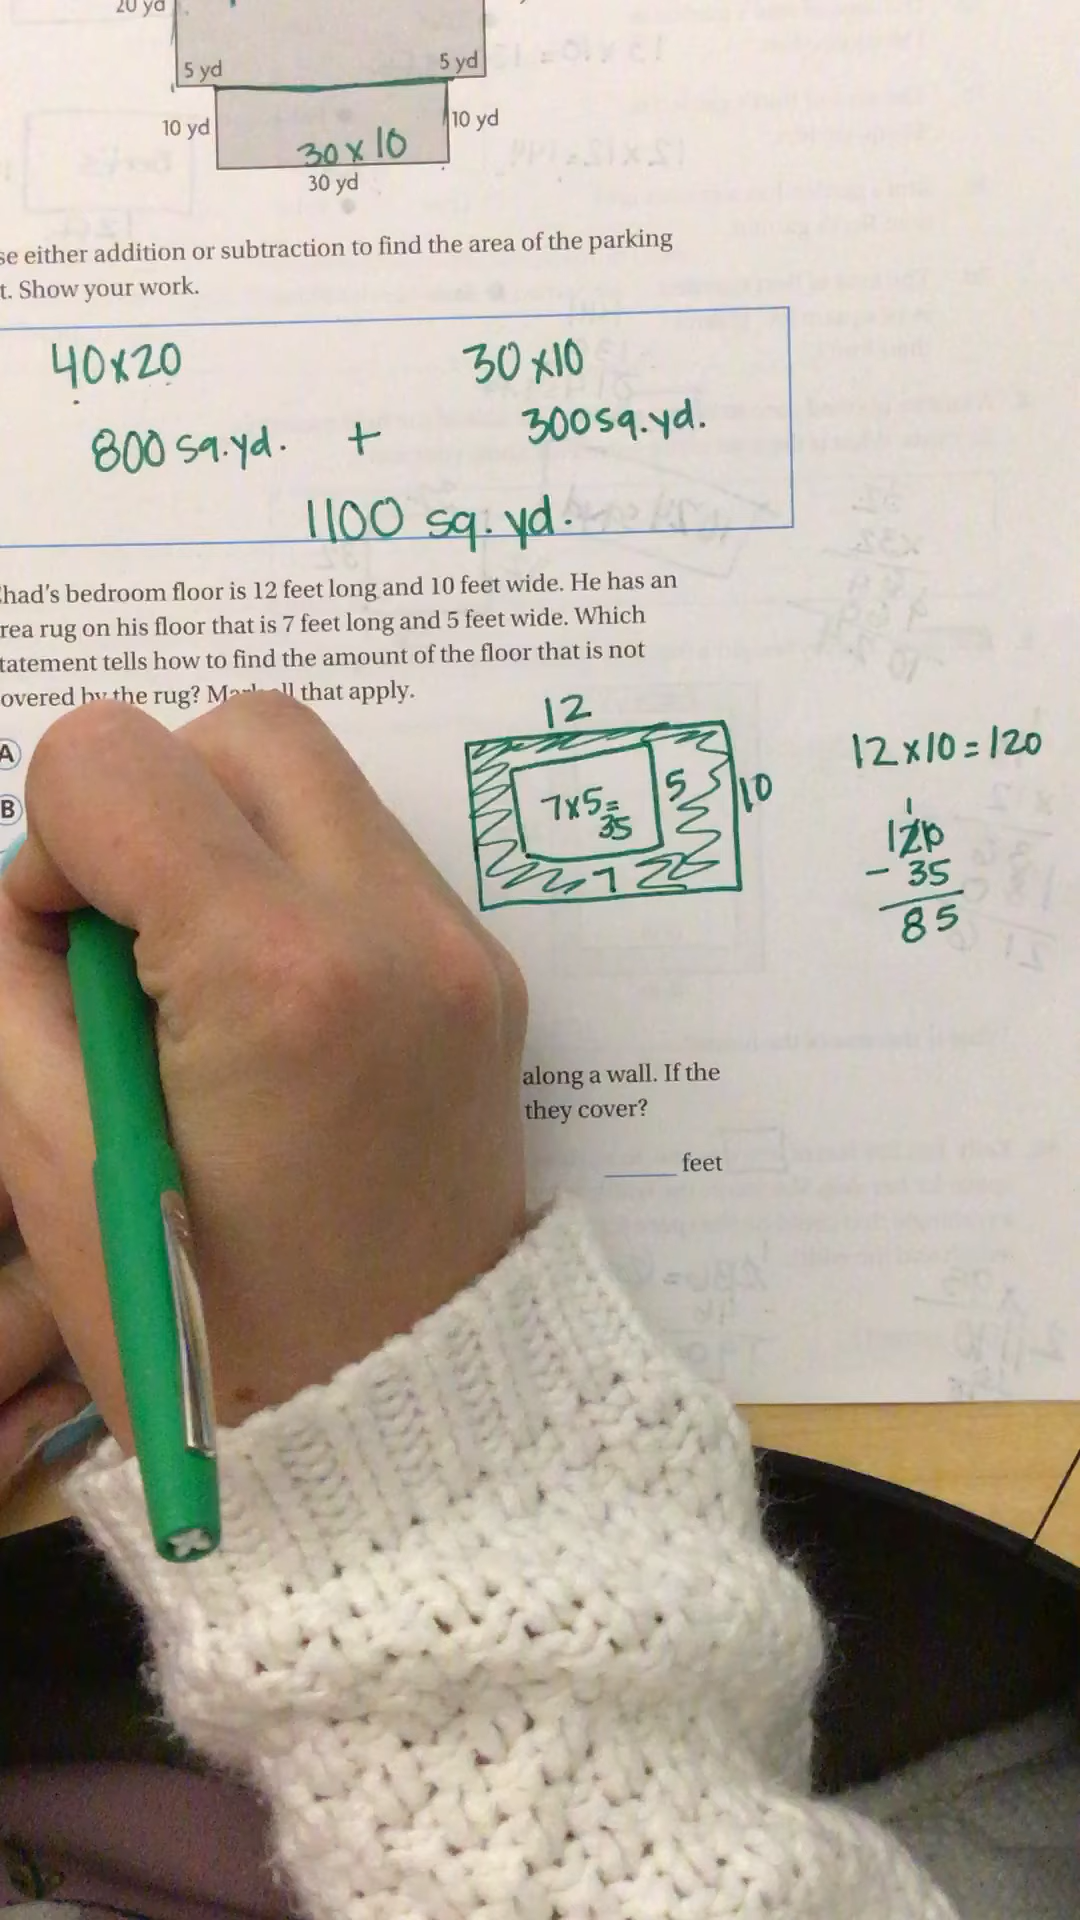 20 yd
5 yd 5 yd
10 yd 10 yd
30 x 10
30 yd
se either addition or subtraction to find the area of the parking
t. Show your work.
40x20 30x10
800 sq.yd. + 300 sq.yd.
1100 sq. yd.
Chad's bedroom floor is 12 feet long and 10 feet wide. He has an
rea rug on his floor that is 7 feet long and 5 feet wide. Which
tatement tells how to find the amount of the floor that is not
overed by the rug? that apply.
12
A
12x10=120
7x5= 5 10
35
B
120
- 35
7
85
along a wall. If the
they cover?
feet